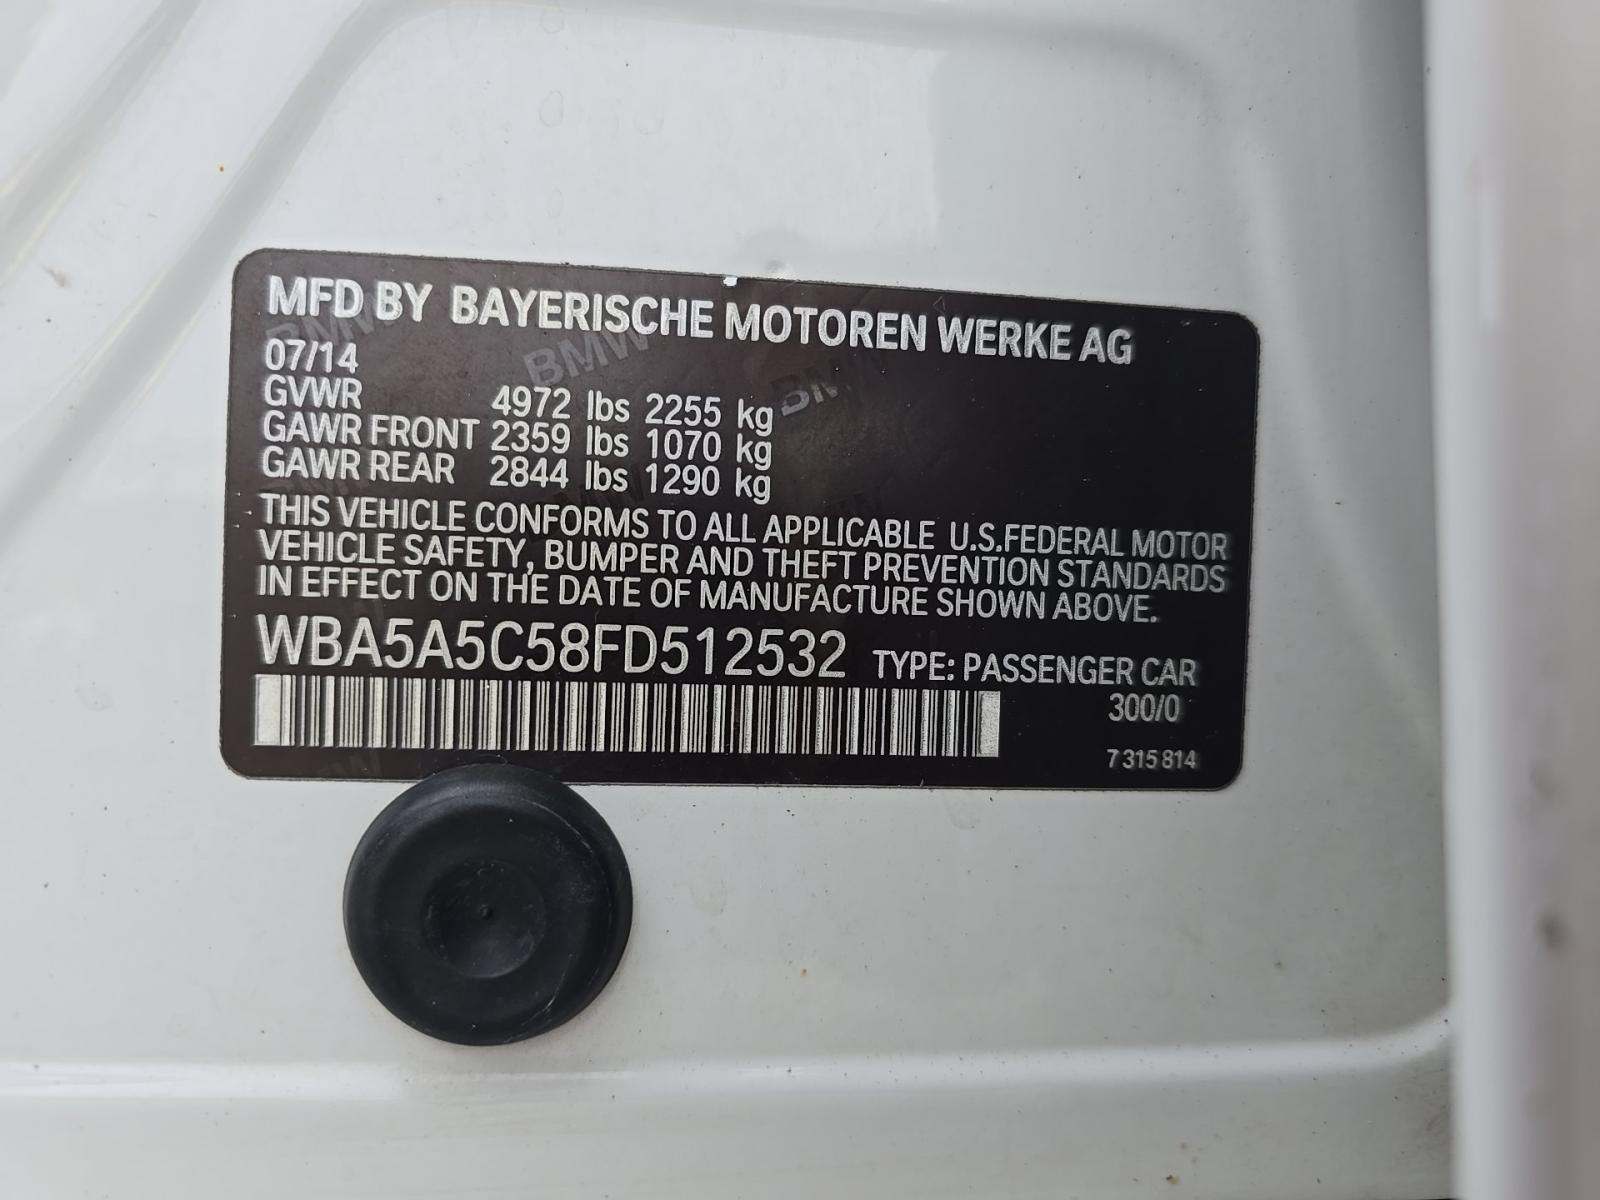 MFD BY BAYERISCHE MOTOREN WERKE AG
07/14
GVWR 4972 lbs 2255 kg
GAWR FRONT 2359 lbs 1070 kg
GAWR REAR 2844 lbs 1290 kg
THIS VEHICLE CONFORMS TO ALL APPLICABLE U.S.FEDERAL MOTOR
VEHICLE SAFETY, BUMPER AND THEFT PREVENTION STANDARDS
IN EFFECT ON THE DATE OF MANUFACTURE SHOWN ABOVE.
WBA5A5C58FD512532 TYPE: PASSENGER CAR
300/0
7 315 814